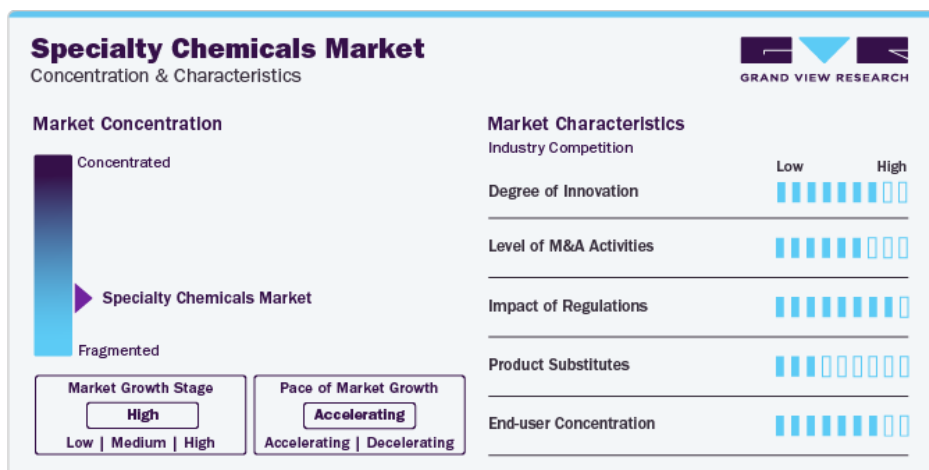 Specialty Chemicals Market
Concentration & Characteristics
GRAND VIEW RESEARCH
Market Concentration
Concentrated
Specialty Chemicals Market
Fragmented
Market Growth Stage
High
Low | Medium | High
Pace of Market Growth
Accelerating
Accelerating | Decelerating
Market Characteristics
Industry Competition
Low High
Degree of Innovation
Level of M&A Activities
Impact of Regulations
Product Substitutes
End-user Concentration